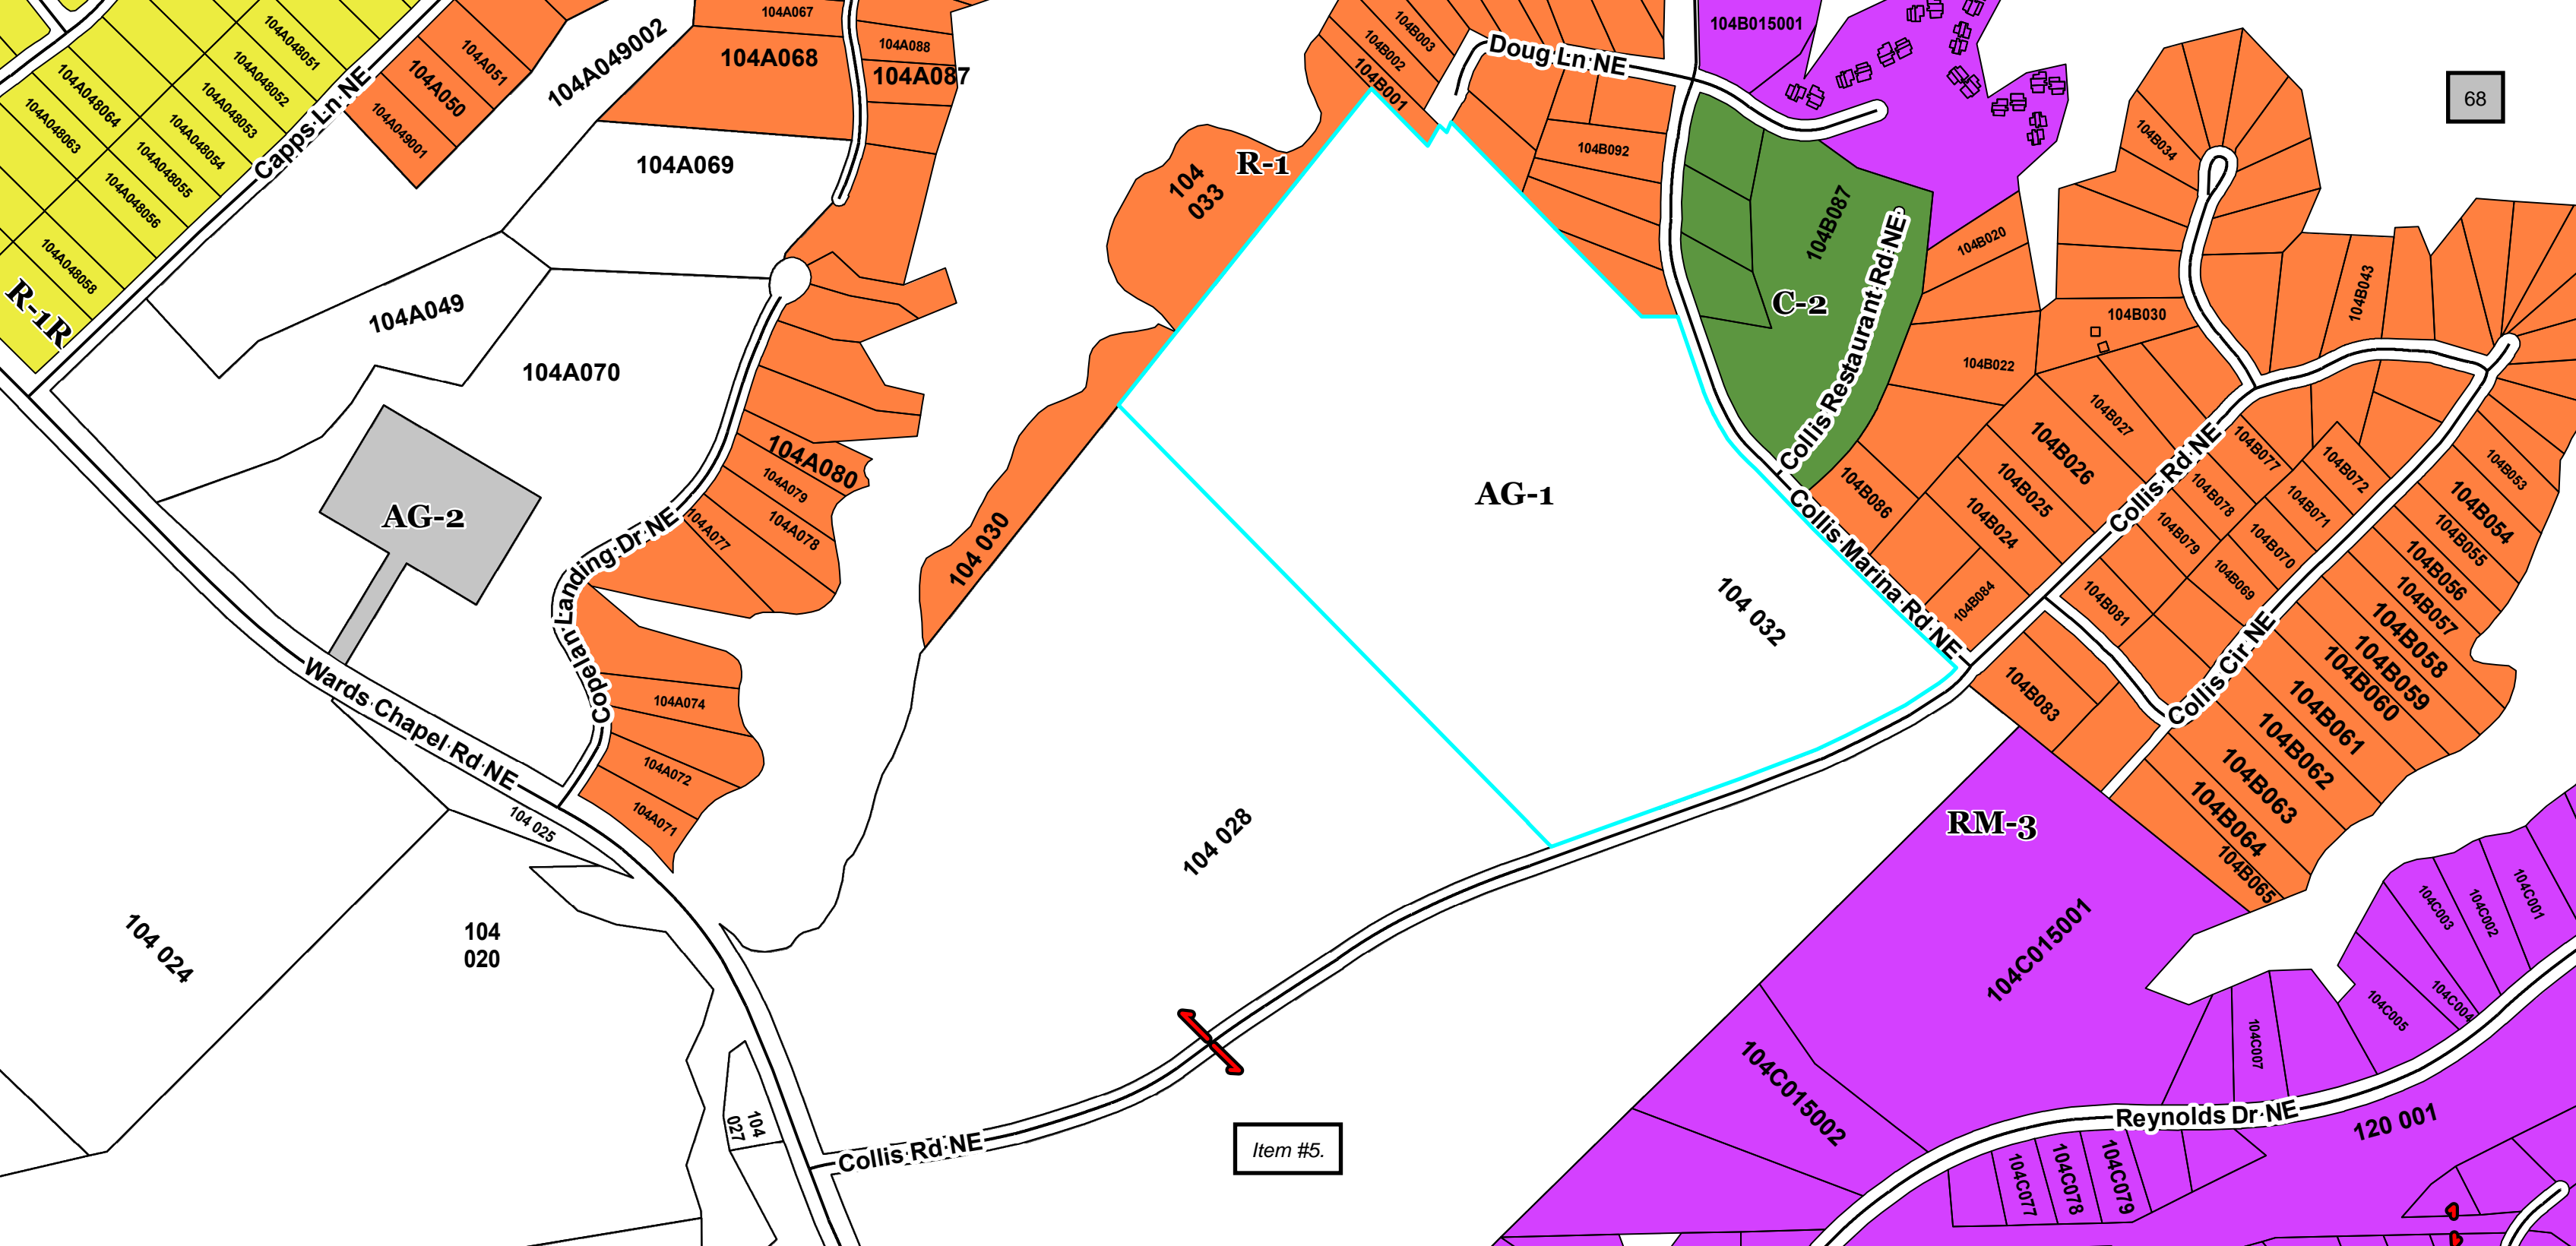 104A067
104A068
104A088
104A087
104A049002
104A051
104A050
104A049001
104A048051
104A048052
104A048053
104A048054
104A048055
104A048056
104A048064
104A048063
104A048058
Capps Ln NE
R-1R
104A069
104A049
104A070
AG-2
104A080
104A079
104A078
104A077
Copelan Landing Dr NE
104A074
104A072
104A071
Wards Chapel Rd NE
104 025
104 024
104
020
104
027
Collis Rd NE
104 028
104 030
104
033
R-1
104B003
104B002
104B001
Doug Ln NE
104B015001
104B092
104B087
C-2
Collis Restaurant Rd NE
AG-1
104 032
Collis Marina Rd NE
104B020
104B022
104B034
104B030
104B043
104B027
104B026
104B025
104B024
104B086
104B084
Collis Rd NE
104B077
104B078
104B079
104B081
104B072
104B071
104B070
104B069
Collis Cir NE
104B053
104B054
104B055
104B056
104B057
104B058
104B059
104B060
104B061
104B062
104B063
104B064
104B065
104B083
RM-3
104C015001
104C015002
104C001
104C002
104C003
104C004
104C005
104C007
Reynolds Dr NE
120 001
104C077
104C078
104C079
Item #5.
68